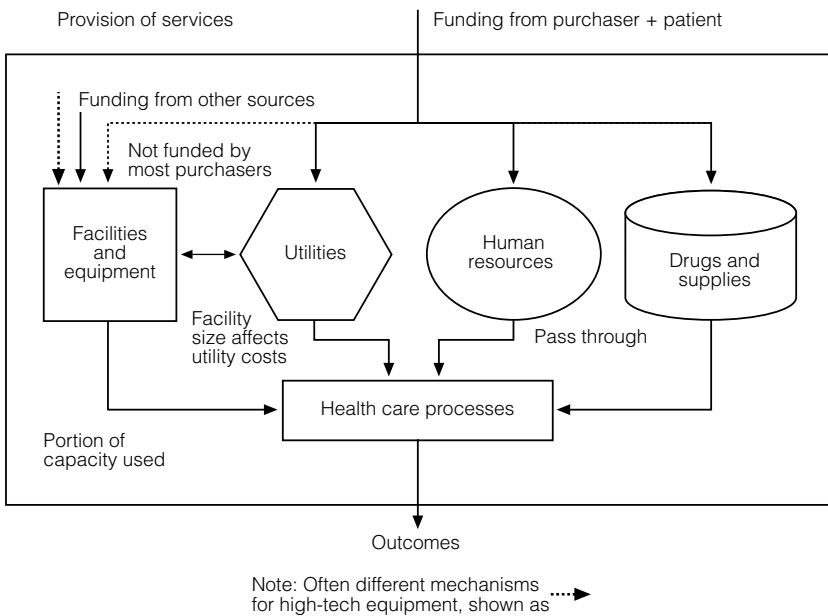 Provision of services
Funding from purchaser + patient
Funding from other sources
Not funded by
most purchasers
Facilities
and
equipment
Utilities
Human
resources
Drugs and
supplies
Facility
size affects
utility costs
Pass through
Health care processes
Portion of
capacity used
Outcomes
Note: Often different mechanisms
for high-tech equipment, shown as